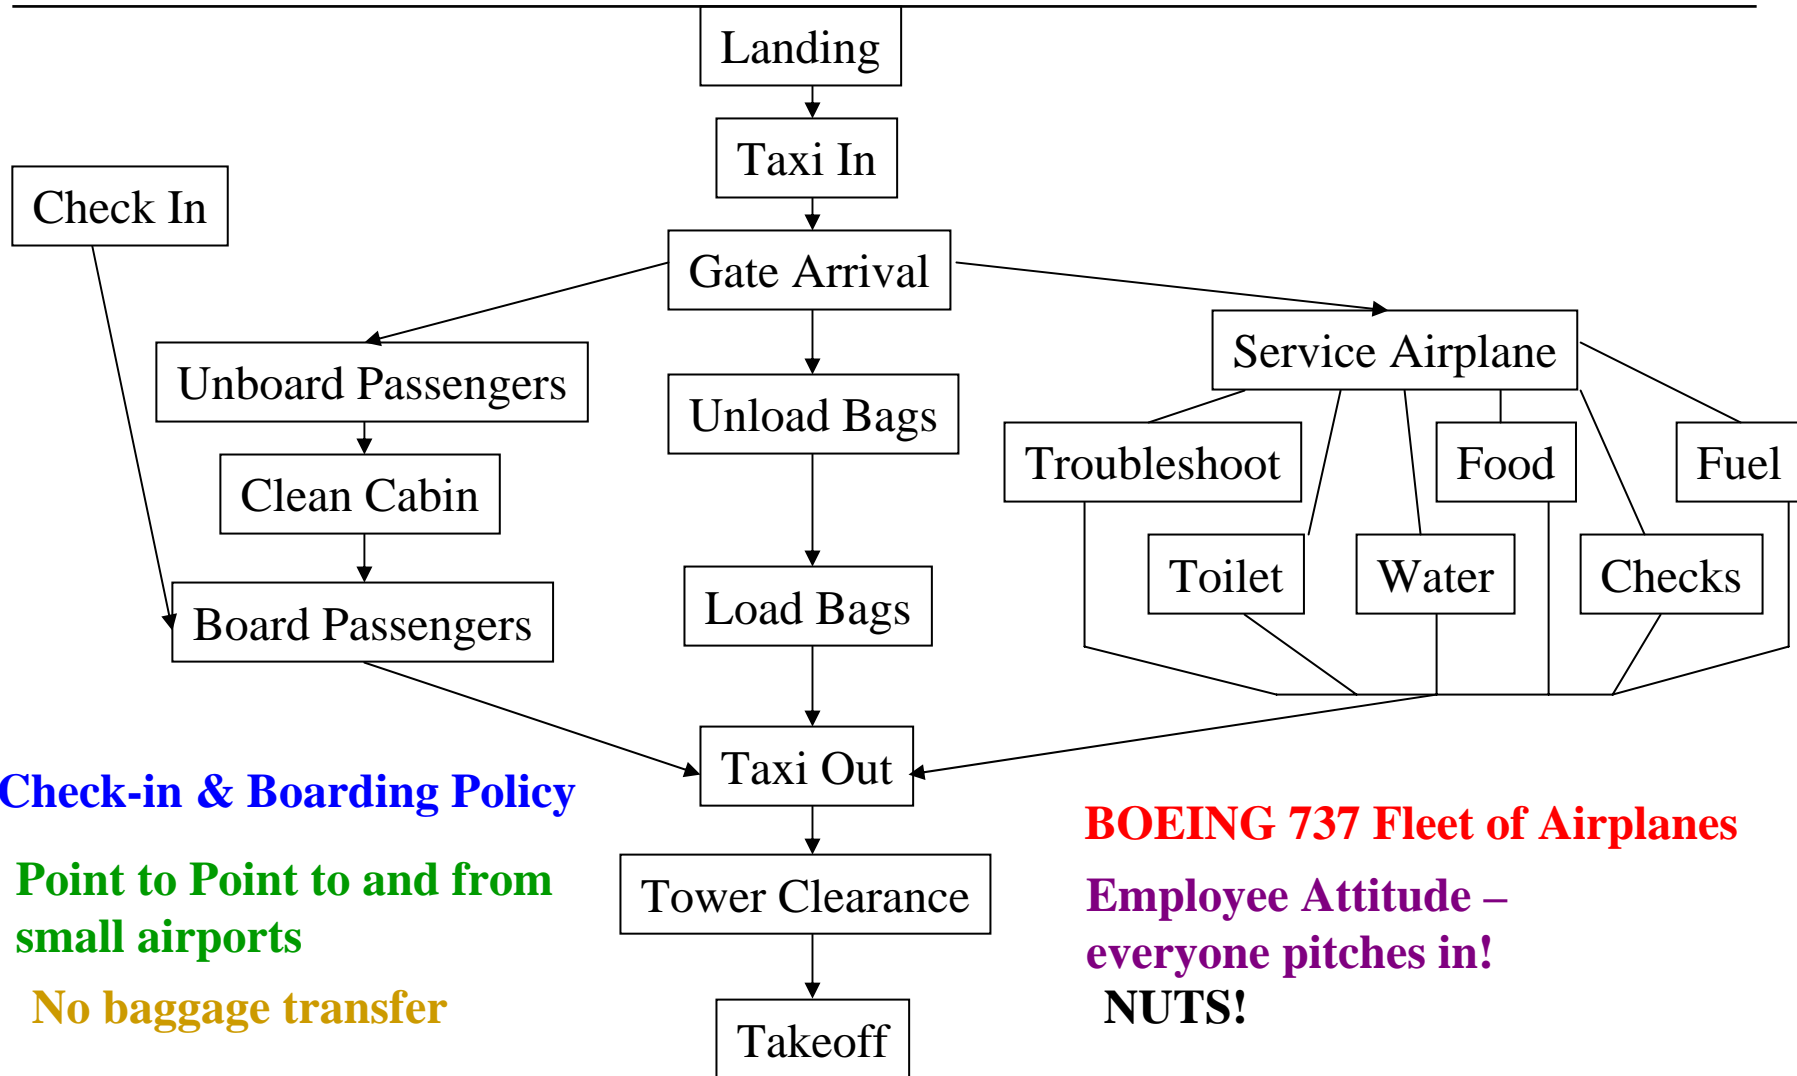 Landing
Taxi In
Check In
Gate Arrival
Service Airplane
Unboard Passengers
Unload Bags
Troubleshoot
Food
Fuel
Clean Cabin
Toilet
Water
Checks
Load Bags
Board Passengers
Taxi Out
Check-in & Boarding Policy
BOEING 737 Fleet of Airplanes
Point to Point to and from
small airports
Tower Clearance
Employee Attitude –
everyone pitches in!
No baggage transfer
NUTS!
Takeoff